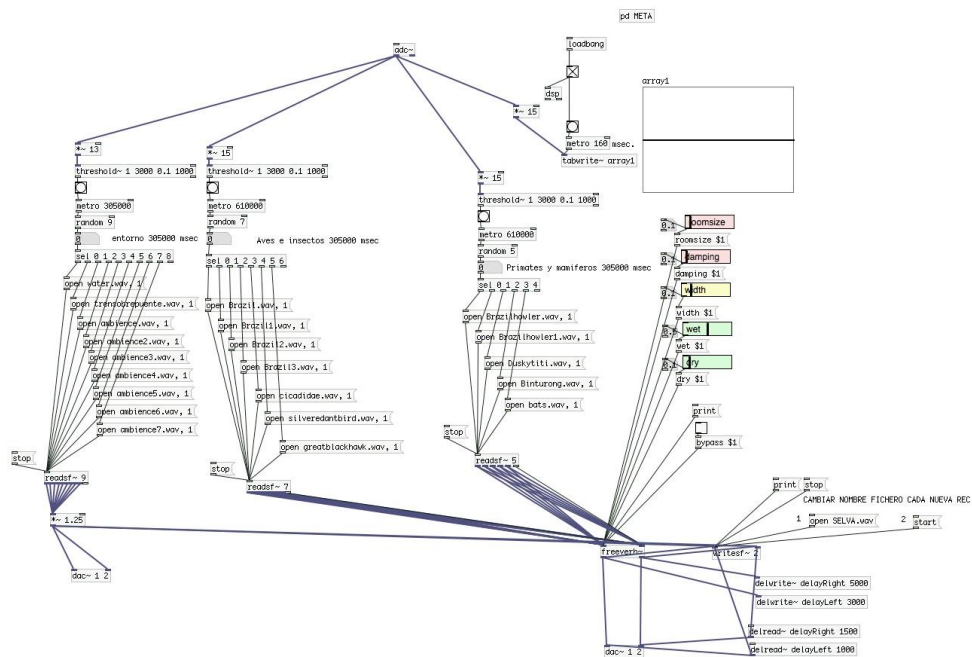 pd META
loadbang
adc~
dsp
array1
*~ 15
metro 160 msec.
tabwrite~ array1
*~ 13
threshold~ 1 3000 0.1 1000
metro 305000
random 9
0
entorno 305000 msec
sel 0 1 2 3 4 5 6 7 8
open water.wav, 1
open trensobrepuente.wav, 1
open ambience.wav, 1
open ambience2.wav, 1
open ambience3.wav, 1
open ambience4.wav, 1
open ambience5.wav, 1
open ambience6.wav, 1
open ambience7.wav, 1
stop
readsf~ 9
*~ 1.25
dac~ 1 2
*~ 15
threshold~ 1 3000 0.1 1000
metro 610000
random 7
0
Aves e insectos 305000 msec
sel 0 1 2 3 4 5 6
open Brazil.wav, 1
open Brazil1.wav, 1
open Brazil2.wav, 1
open Brazil3.wav, 1
open cicadidae.wav, 1
open silveredantbird.wav, 1
open greatblackhawk.wav, 1
stop
readsf~ 7
*~ 15
threshold~ 1 3000 0.1 1000
metro 610000
random 5
0
Primates y mamiferos 305000 msec
sel 0 1 2 3 4
open Brazilhowler.wav, 1
open Brazilhowler1.wav, 1
open Duskytiti.wav, 1
open Binturong.wav, 1
open bats.wav, 1
stop
readsf~ 5
0.1
roomsize
roomsize $1
0.1
damping
damping $1
0.1
width
width $1
wet
wet $1
0.1
dry
dry $1
print
bypass $1
print
stop
CAMBIAR NOMBRE FICHERO CADA NUEVA REC
1
open SELVA.wav
2
start
freeverb~
writesf~ 2
delwrite~ delayRight 5000
delwrite~ delayLeft 3000
delread~ delayRight 1500
delread~ delayLeft 1000
dac~ 1 2